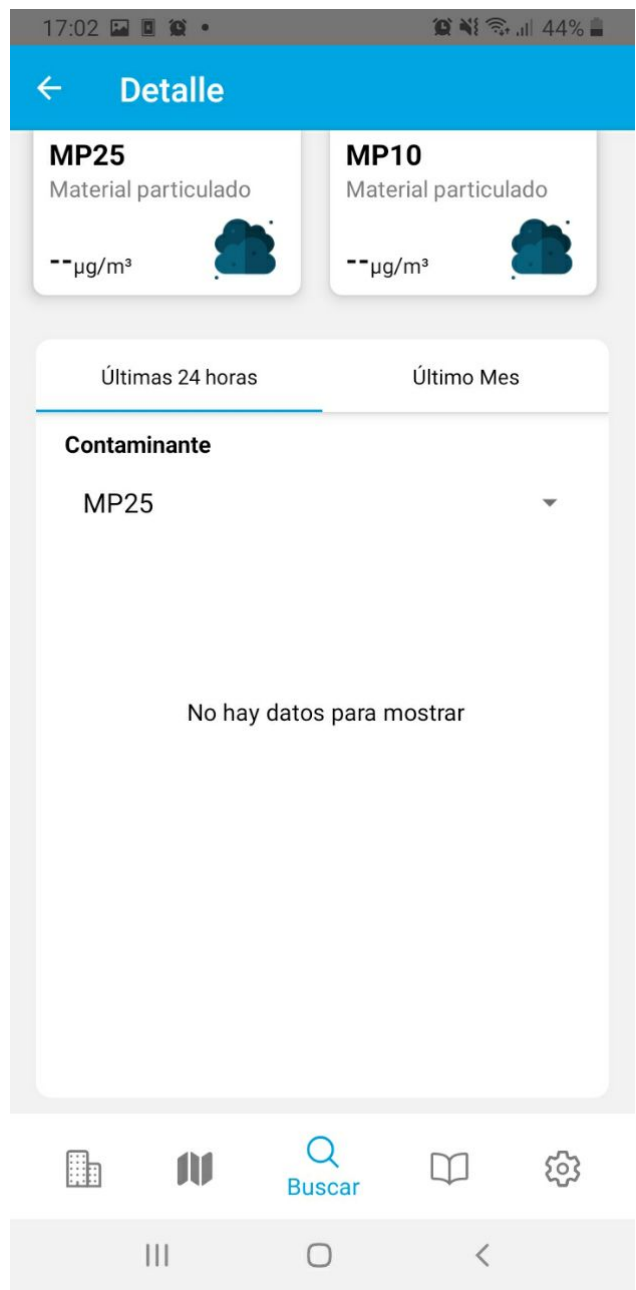 17:02
44%
Detalle
MP25
Material particulado
--µg/m³
MP10
Material particulado
--µg/m³
Últimas 24 horas
Último Mes
Contaminante
MP25
No hay datos para mostrar
Buscar